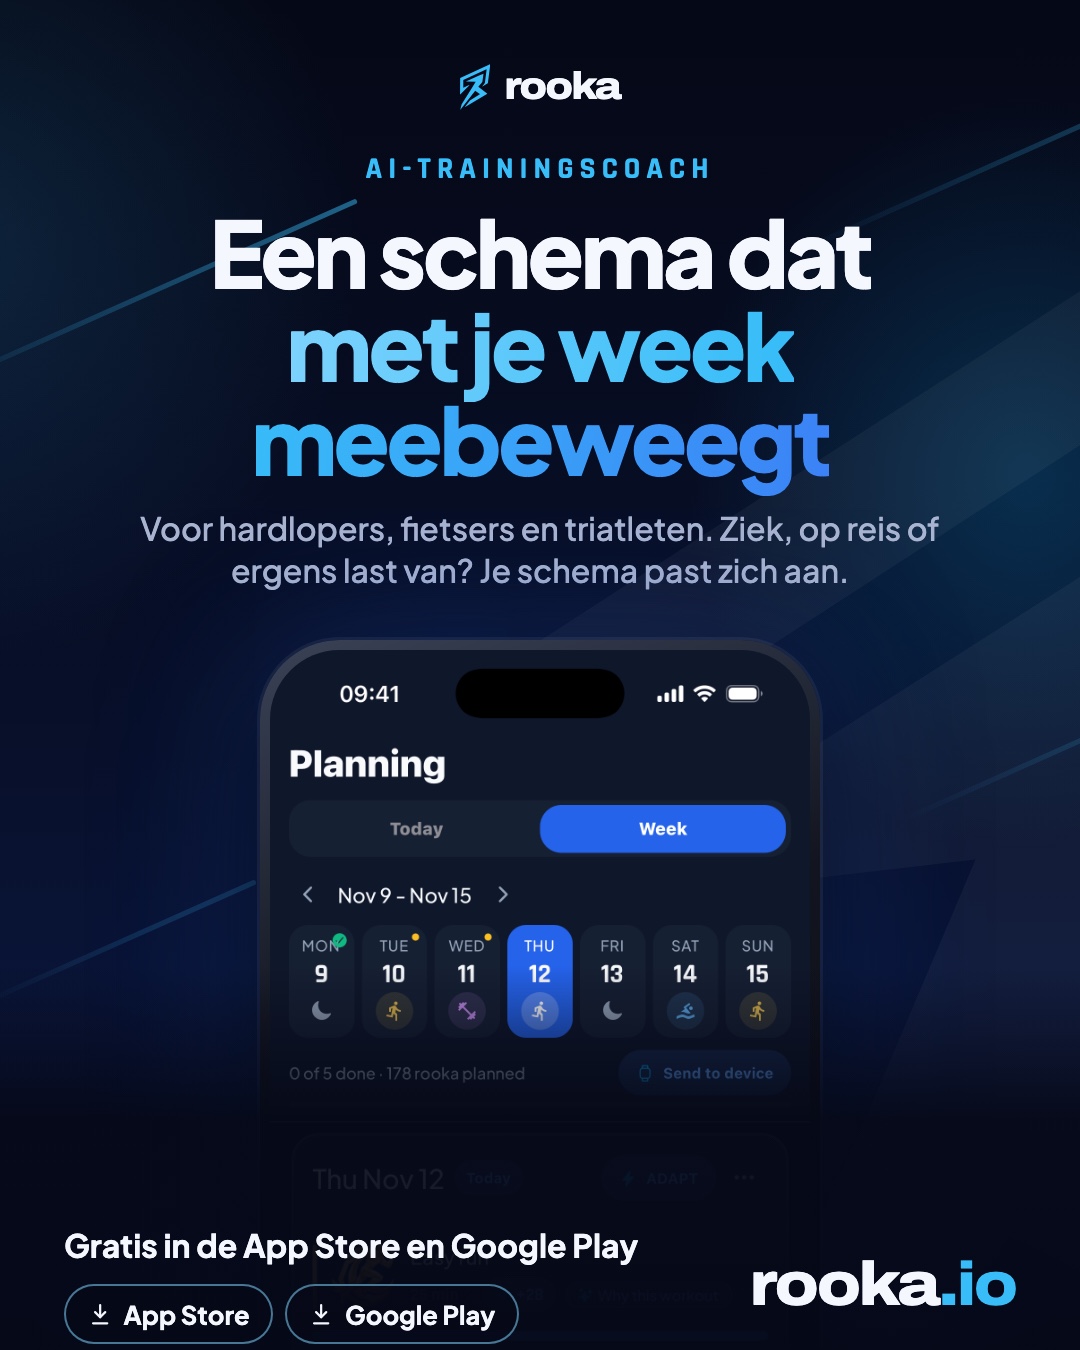 rooka
AI-TRAININGSCOACH
Een schema dat
met je week
meebeweegt
Voor hardlopers, fietsers en triatleten. Ziek, op reis of
ergens last van? Je schema past zich aan.
09:41
Planning
Today Week
Nov 9 - Nov 15
MON TUE WED THU FRI SAT SUN
9 10 11 12 13 14 15
0 of 5 done · 178 rooka planned Send to device
Thu Nov 12 Today ADAPT
Gratis in de App Store en Google Play
App Store Google Play
rooka.io